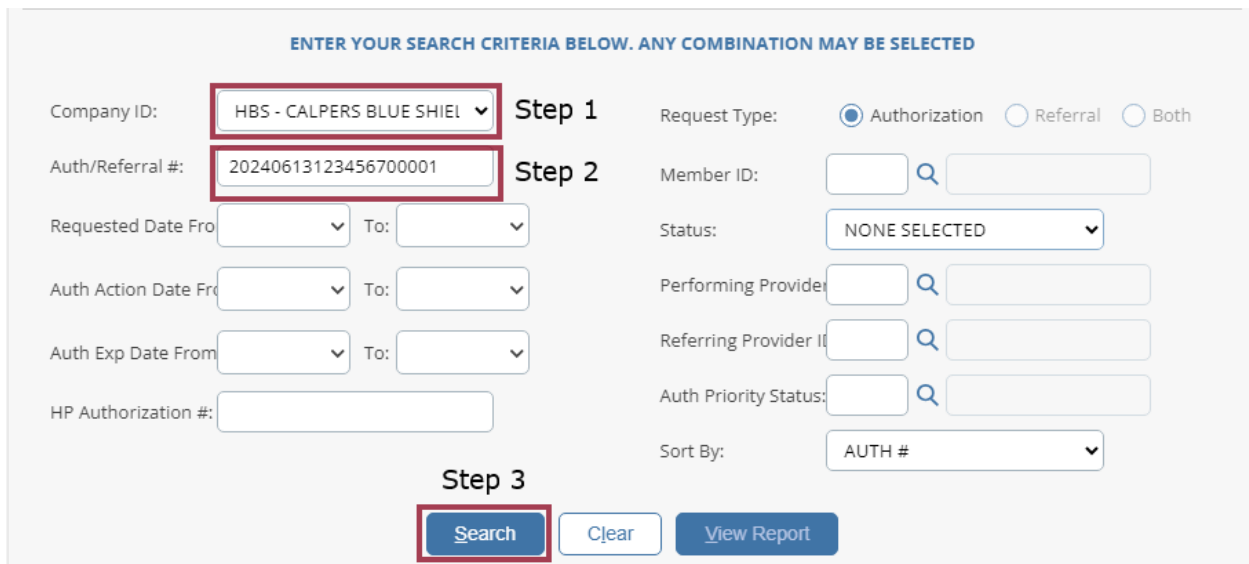 ENTER YOUR SEARCH CRITERIA BELOW. ANY COMBINATION MAY BE SELECTED
Company ID: HBS - CALPERS BLUE SHIEL Step 1
Request Type: Authorization Referral Both
Auth/Referral #: 20240613123456700001 Step 2
Member ID:
Requested Date Fro To:
Status: NONE SELECTED
Auth Action Date Fro To:
Performing Provider
Auth Exp Date From To:
Referring Provider ID
HP Authorization #:
Auth Priority Status:
Sort By: AUTH #
Step 3
Search Clear View Report